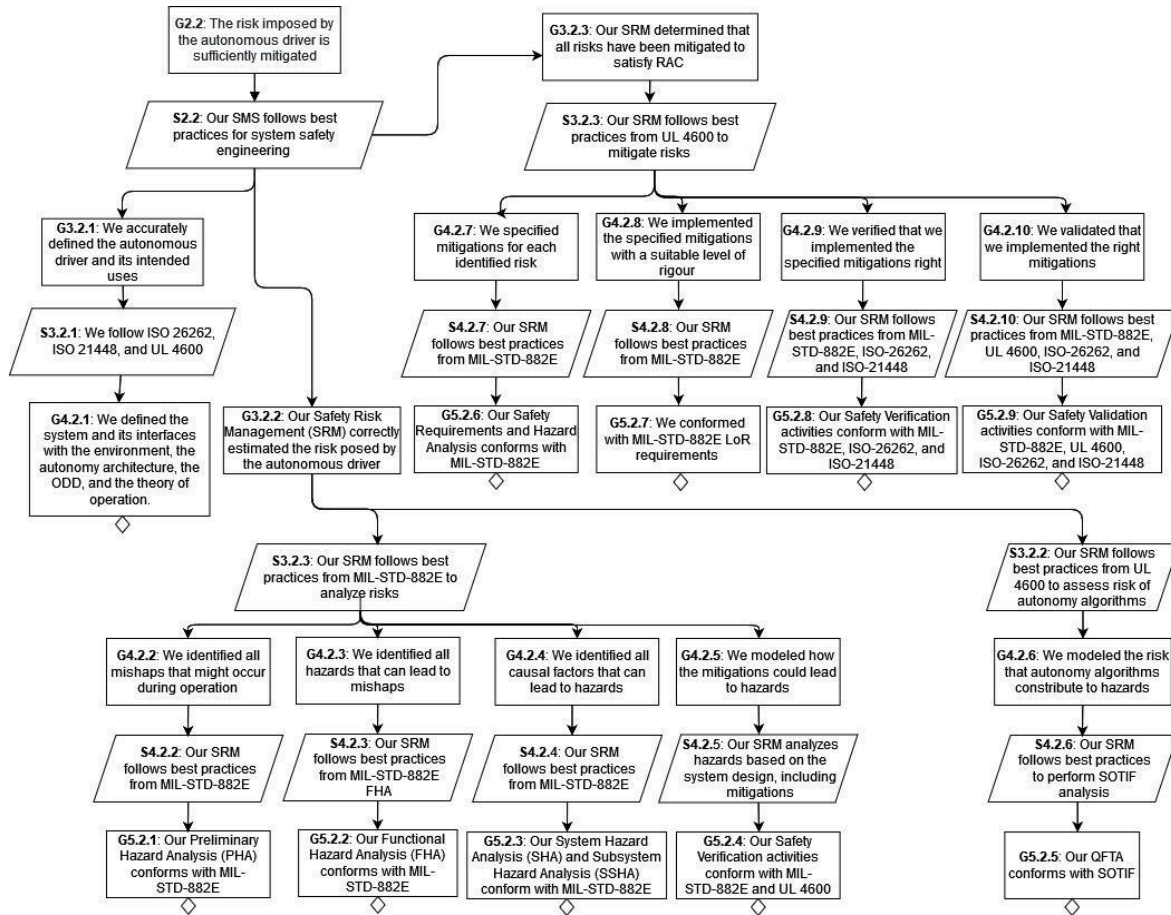 G2.2: The risk imposed by
the autonomous driver is
sufficiently mitigated
G3.2.3: Our SRM determined that
all risks have been mitigated to
satisfy RAC
S2.2: Our SMS follows best
practices for system safety
engineering
S3.2.3: Our SRM follows best
practices from UL 4600 to
mitigate risks
G3.2.1: We accurately
defined the autonomous
driver and its intended
uses
G4.2.7: We specified
mitigations for each
identified risk
G4.2.8: We implemented
the specified mitigations
with a suitable level of
rigour
G4.2.9: We verified that we
implemented the
specified mitigations right
G4.2.10: We validated that
we implemented the right
mitigations
S3.2.1: We follow ISO 26262,
ISO 21448, and UL 4600
S4.2.7: Our SRM
follows best practices
from MIL-STD-882E
S4.2.8: Our SRM
follows best practices
from MIL-STD-882E
S4.2.9: Our SRM follows
best practices from MIL-
STD-882E, ISO-26262,
and ISO-21448
S4.2.10: Our SRM follows best
practices from MIL-STD-882E,
UL 4600, ISO-26262, and
ISO-21448
G4.2.1: We defined the
system and its interfaces
with the environment, the
autonomy architecture, the
ODD, and the theory of
operation.
G3.2.2: Our Safety Risk
Management (SRM) correctly
estimated the risk posed by
the autonomous driver
G5.2.6: Our Safety
Requirements and Hazard
Analysis conforms with
MIL-STD-882E
G5.2.7: We conformed
with MIL-STD-882E LoR
requirements
G5.2.8: Our Safety Verification
activities conform with MIL-
STD-882E, ISO-26262, and
ISO-21448
G5.2.9: Our Safety Validation
activities conform with MIL-
STD-882E, UL 4600,
ISO-26262, and ISO-21448
S3.2.3: Our SRM follows best
practices from MIL-STD-882E to
analyze risks
S3.2.2: Our SRM follows
best practices from UL
4600 to assess risk of
autonomy algorithms
G4.2.2: We identified all
mishaps that might occur
during operation
G4.2.3: We identified all
hazards that can lead to
mishaps
G4.2.4: We identified all
causal factors that can
lead to hazards
G4.2.5: We modeled how
the mitigations could lead
to hazards
G4.2.6: We modeled the risk
that autonomy algorithms
constribute to hazards
S4.2.2: Our SRM
follows best practices
from MIL-STD-882E
S4.2.3: Our SRM
follows best practices
from MIL-STD-882E
FHA
S4.2.4: Our SRM
follows best practices
from MIL-STD-882E
S4.2.5: Our SRM analyzes
hazards based on the
system design, including
mitigations
S4.2.6: Our SRM
follows best practices
to perform SOTIF
analysis
G5.2.1: Our Preliminary
Hazard Analysis (PHA)
conforms with MIL-
STD-882E
G5.2.2: Our Functional
Hazard Analysis (FHA)
conforms with MIL-
STD-882E
G5.2.3: Our System Hazard
Analysis (SHA) and Subsystem
Hazard Analysis (SSHA)
conform with MIL-STD-882E
G5.2.4: Our Safety
Verification activities
conform with MIL-
STD-882E and UL 4600
G5.2.5: Our QFTA
conforms with SOTIF